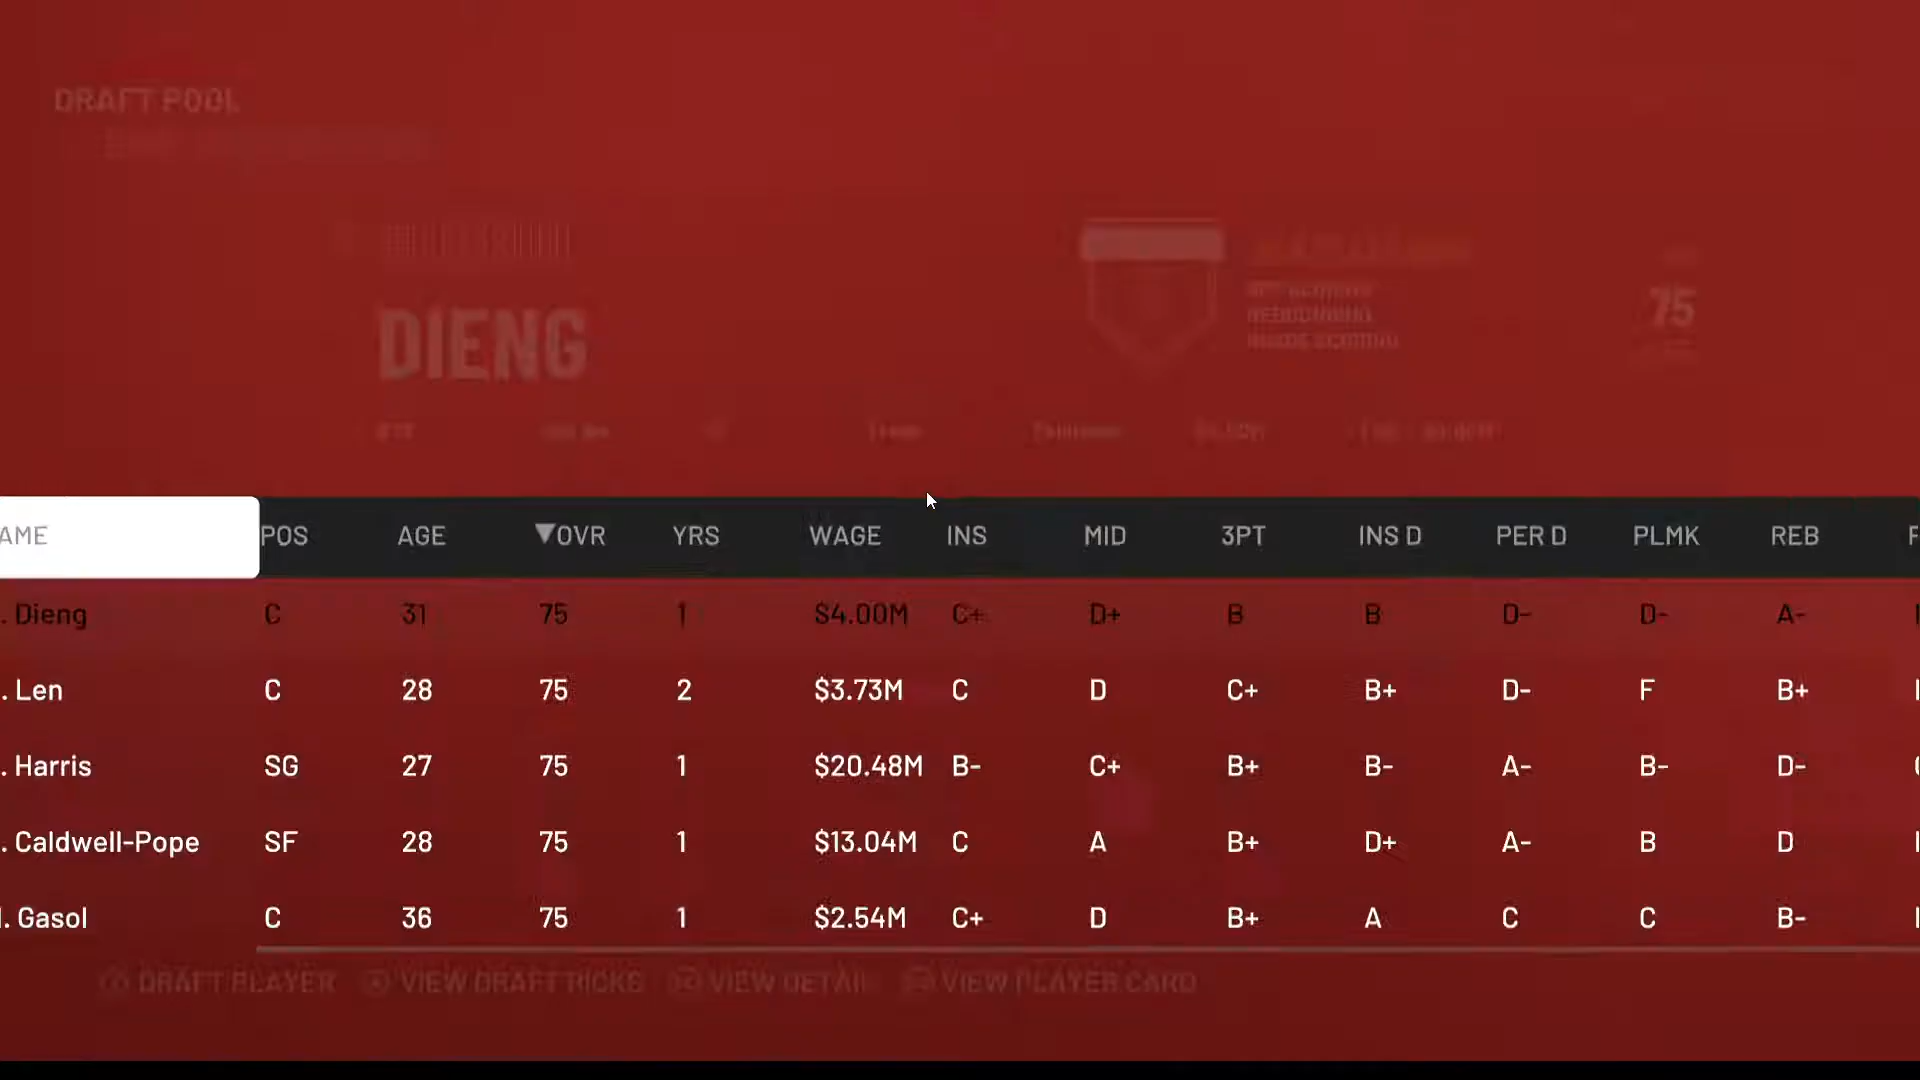 DRAFT POOL
DIENG
REBOUNDING
INSIDE SCORING
75
AME POS AGE ▼OVR YRS WAGE INS MID 3PT INS D PER D PLMK REB
. Dieng C 31 75 1 $4.00M C+ D+ B B D- D- A-
. Len C 28 75 2 $3.73M C D C+ B+ D- F B+
. Harris SG 27 75 1 $20.48M B- C+ B+ B- A- B- D-
. Caldwell-Pope SF 28 75 1 $13.04M C A B+ D+ A- B D
. Gasol C 36 75 1 $2.54M C+ D B+ A C C B-
DRAFT PLAYER VIEW DRAFT PICKS VIEW DETAIL VIEW PLAYER CARD